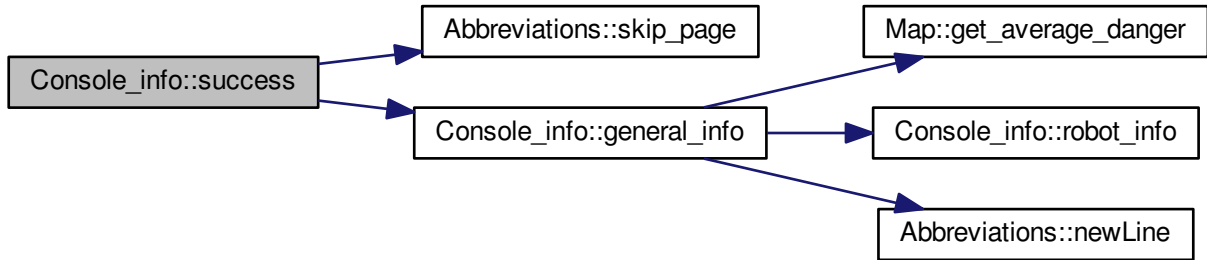 Console_info::success
Abbreviations::skip_page
Console_info::general_info
Map::get_average_danger
Console_info::robot_info
Abbreviations::newLine